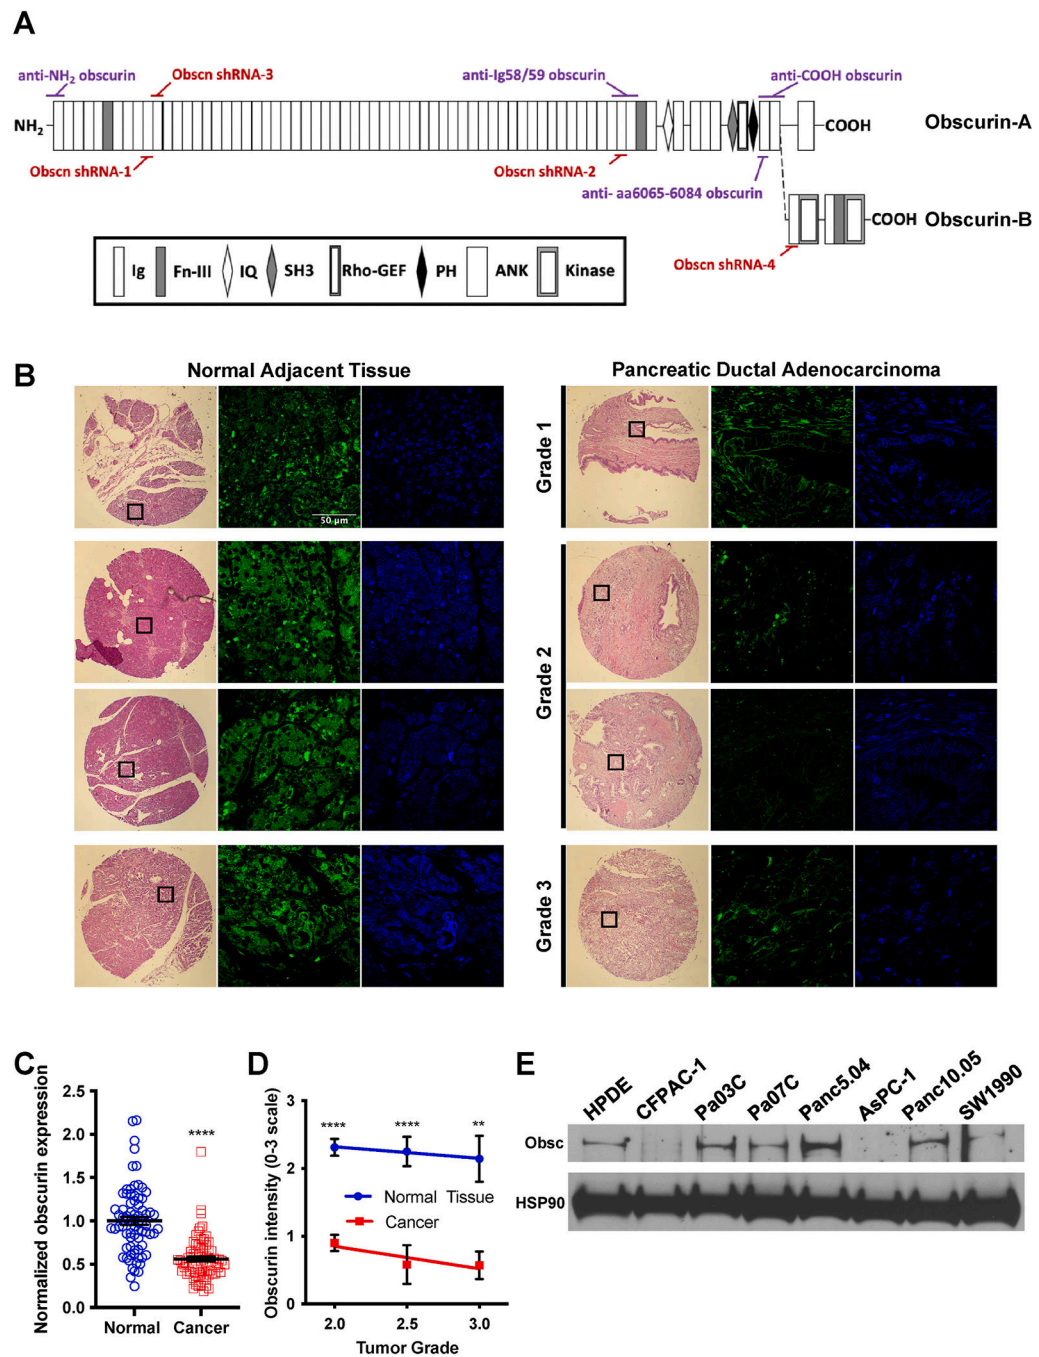 A
anti-NH2 obscurin
Obscn shRNA-3
anti-Ig58/59 obscurin
anti-COOH obscurin
NH2
COOH
Obscurin-A
Obscn shRNA-1
Obscn shRNA-2
anti- aa6065-6084 obscurin
COOH
Obscurin-B
Obscn shRNA-4
Ig
Fn-III
IQ
SH3
Rho-GEF
PH
ANK
Kinase
B
Normal Adjacent Tissue
Pancreatic Ductal Adenocarcinoma
50 µm
Grade 1
Grade 2
Grade 3
C
Normalized obscurin expression
2.5
2.0
1.5
1.0
0.5
0.0
****
Normal
Cancer
D
Obscurin intensity (0-3 scale)
3
2
1
0
****
****
**
Normal Tissue
Cancer
2.0
2.5
3.0
Tumor Grade
E
HPDE
CFPAC-1
Pa03C
Pa07C
Panc5.04
AsPC-1
Panc10.05
SW1990
Obsc
HSP90